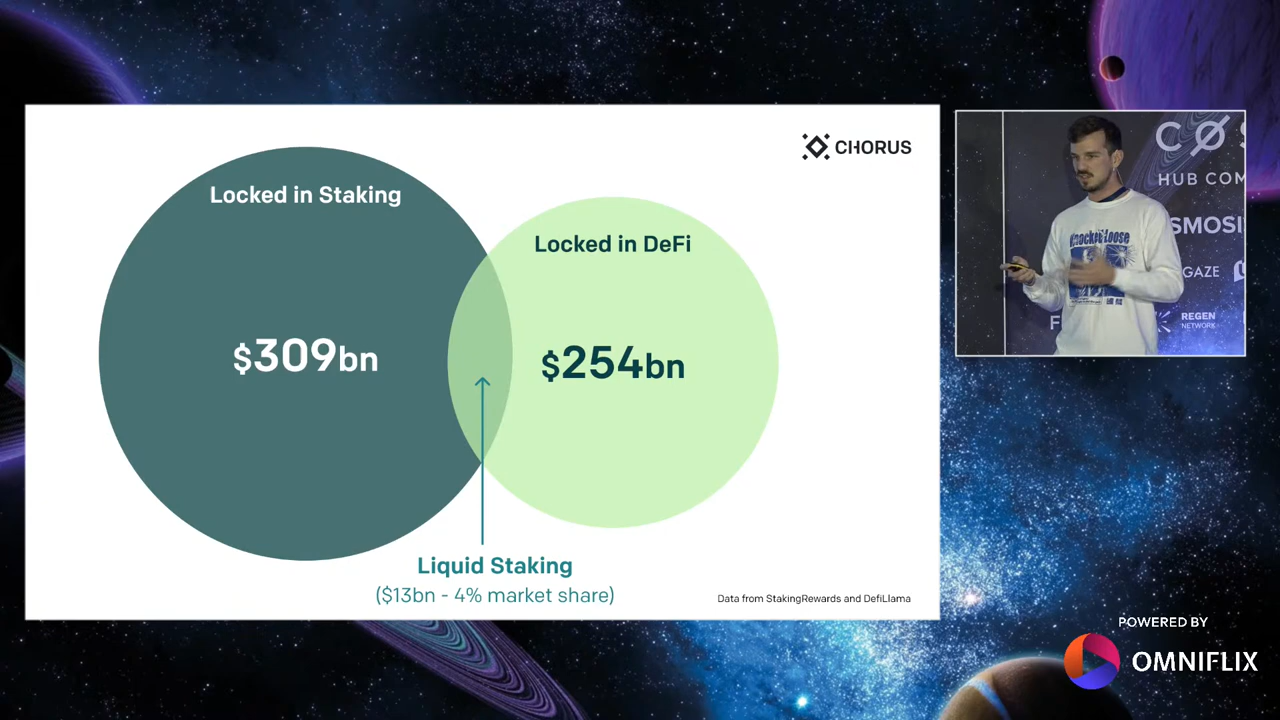 CHORUS
Locked in Staking
$309bn
Locked in DeFi
$254bn
Liquid Staking
($13bn - 4% market share)
Data from StakingRewards and DefiLlama
HUB COM
SMOSI
GAZE
REGEN
NETWORK
POWERED BY
OMNIFLIX